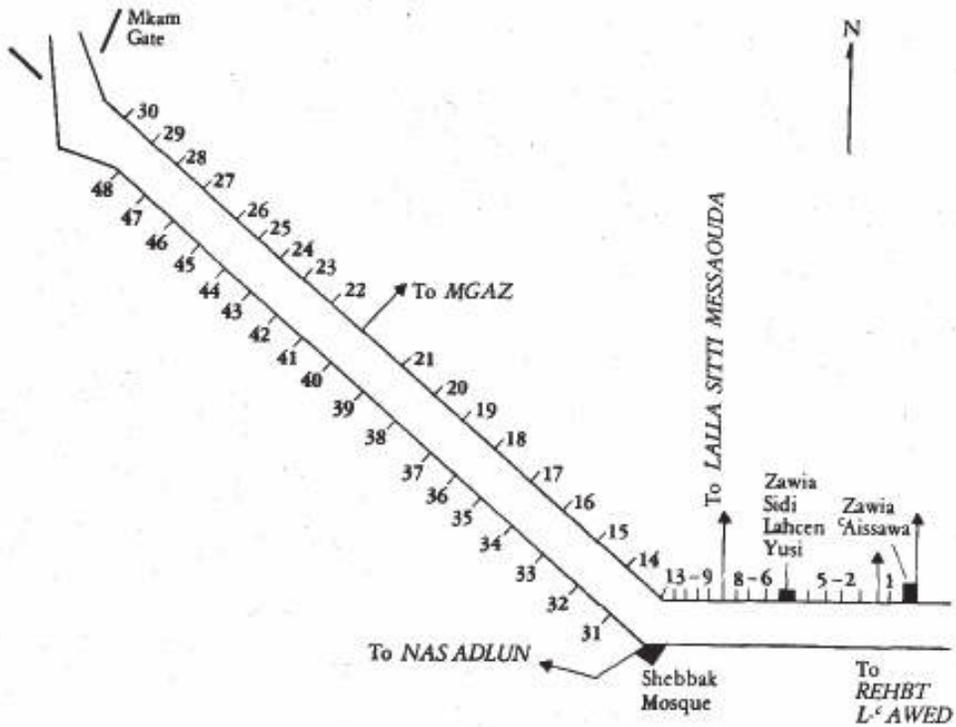 Mkam
Gate
N
30
29
28
27
26
25
24
23
22
To MGAZ
21
20
19
18
17
16
15
14
13-9
To LALLA SITTI MESSAOUDA
8-6
Zawia
Sidi
Lahcen
Yusi
5-2
Zawia
ʿAissawa
1
48
47
46
45
44
43
42
41
40
39
38
37
36
35
34
33
32
31
To NAS ADLUN
Shebbak
Mosque
To
REHBT
L-ʿAWED